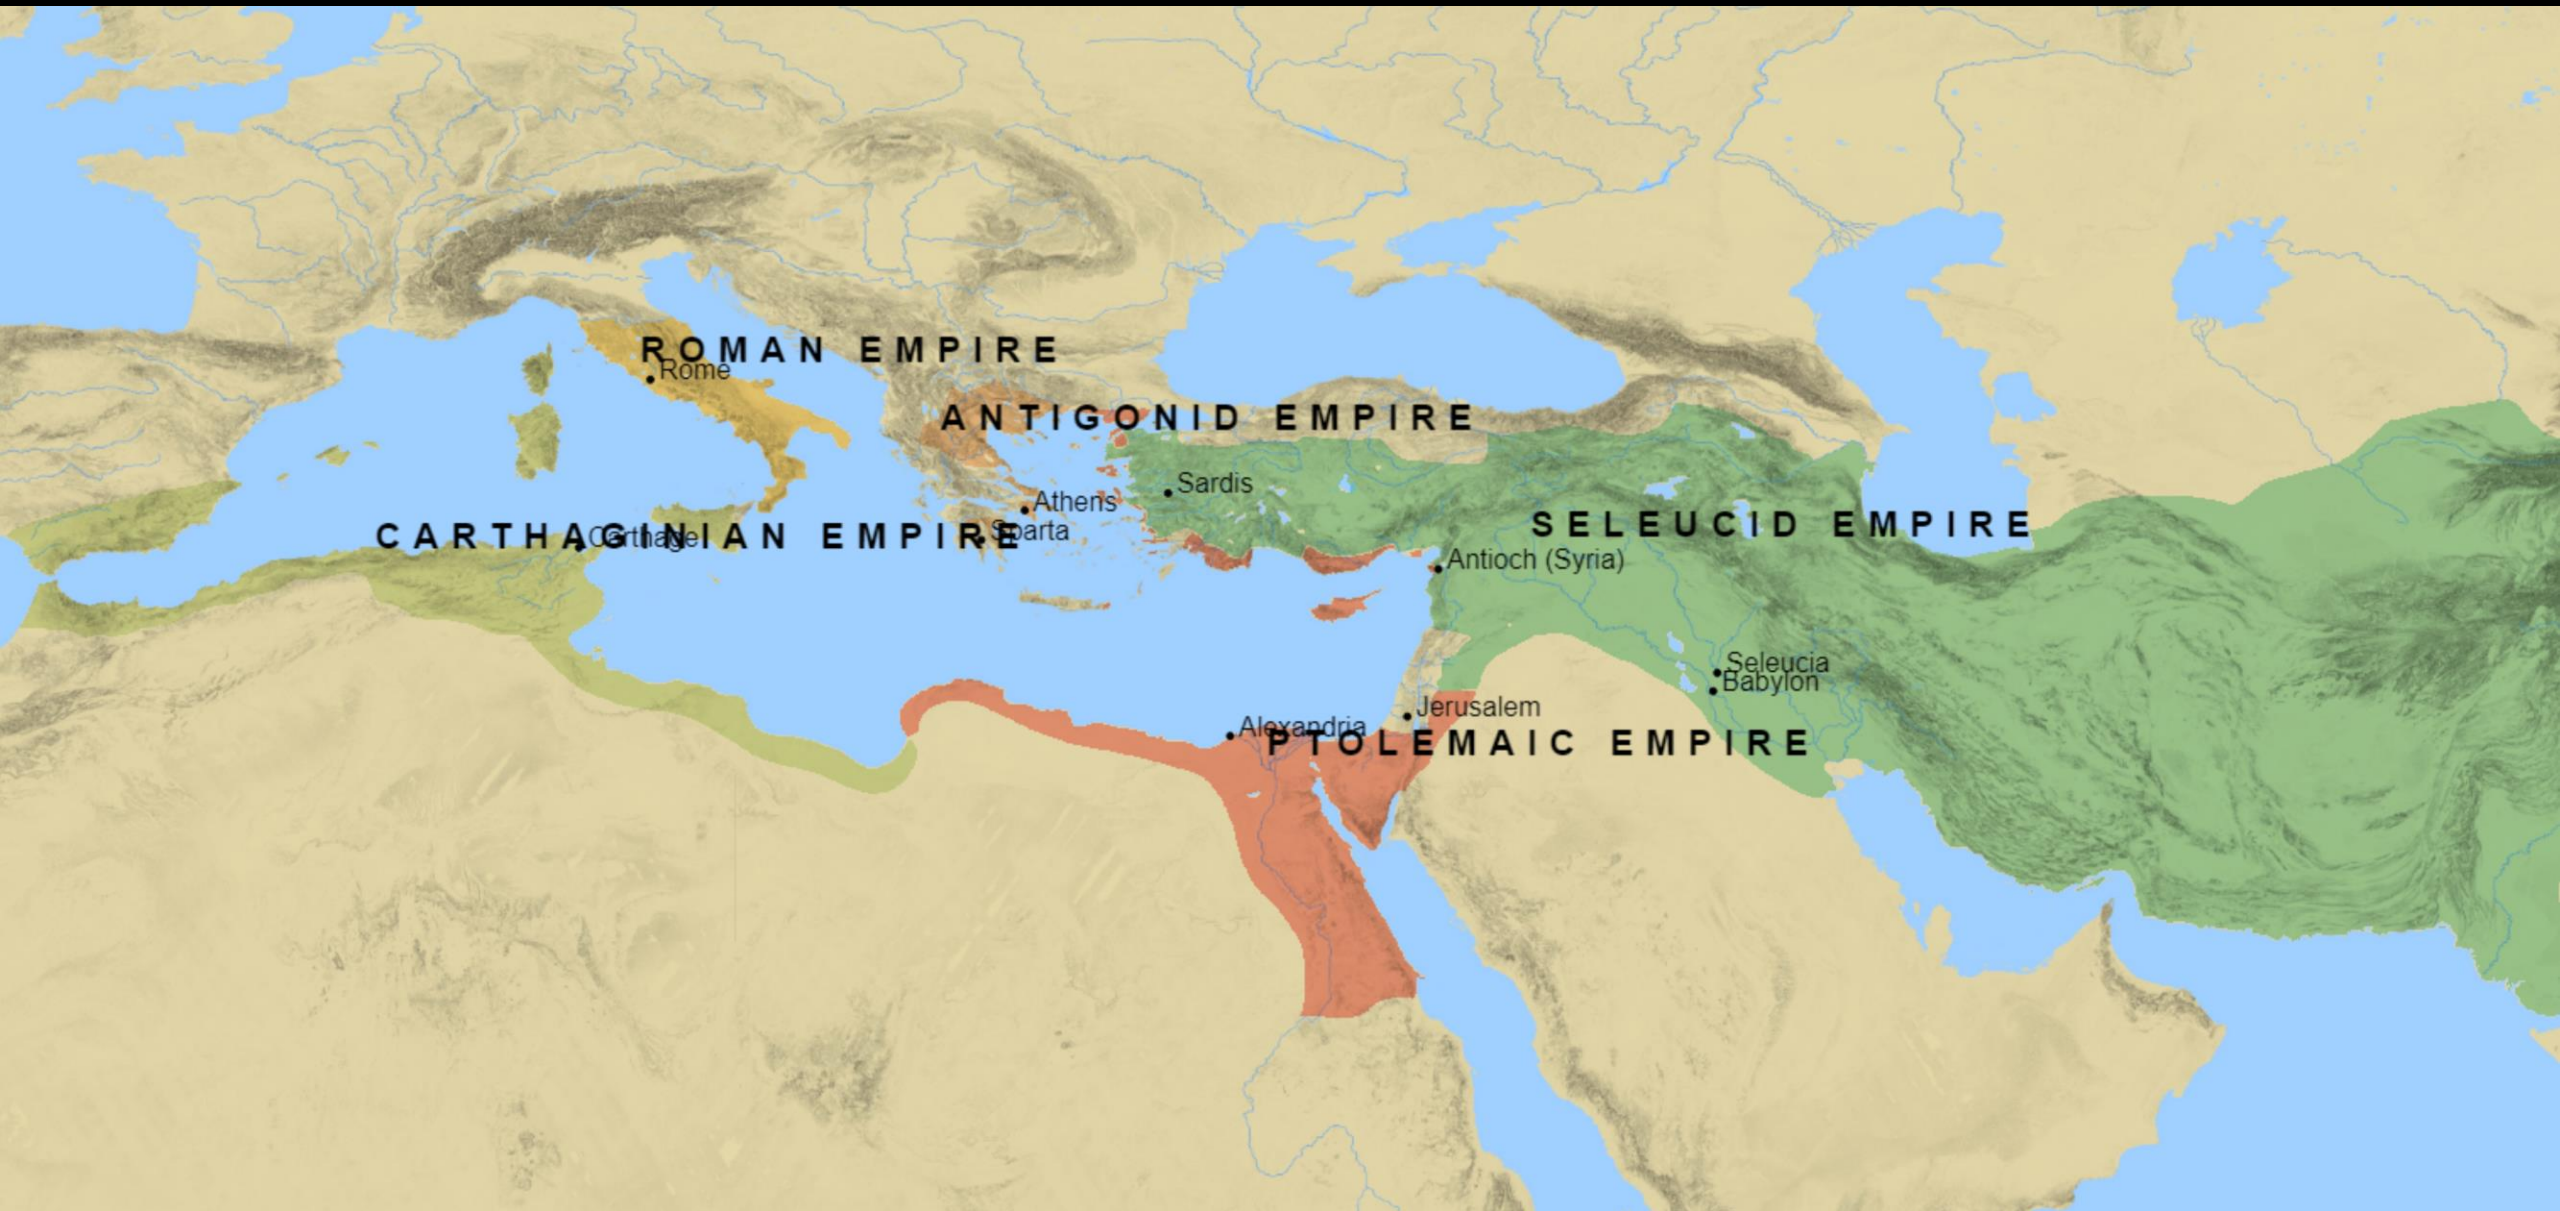 ROMAN EMPIRE
Rome
ANTIGONID EMPIRE
Sardis
Athens
SELEUCID EMPIRE
CARTHAGINIAN EMPIRE
Carthage
Sparta
Antioch (Syria)
Seleucia
Babylon
Jerusalem
Alexandria
PTOLEMAIC EMPIRE